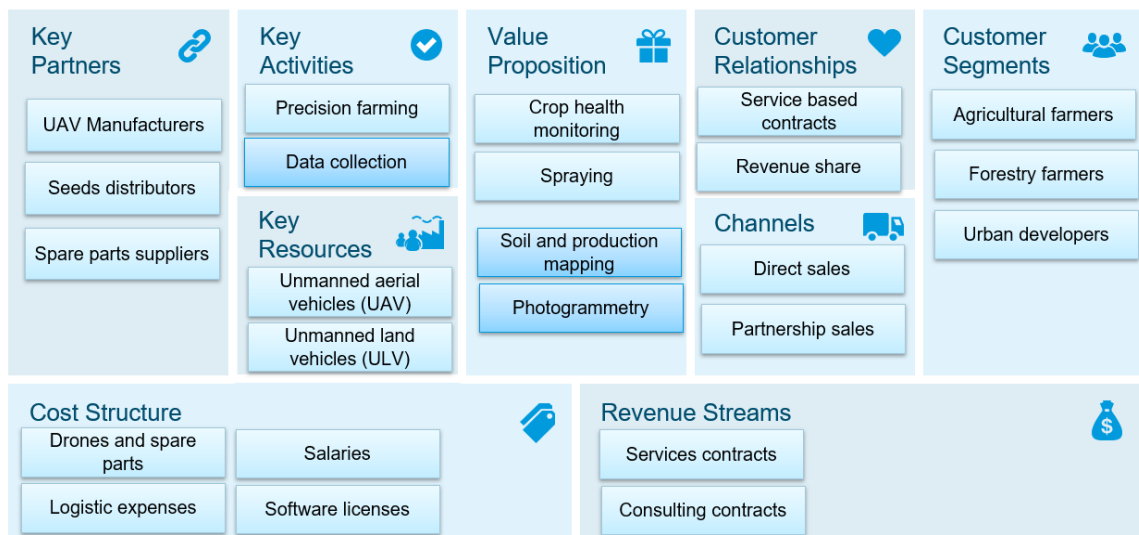 Key
Partners
UAV Manufacturers
Seeds distributors
Spare parts suppliers
Key
Activities
Precision farming
Data collection
Key
Resources
Unmanned aerial
vehicles (UAV)
Unmanned land
vehicles (ULV)
Value
Proposition
Crop health
monitoring
Spraying
Soil and production
mapping
Photogrammetry
Customer
Relationships
Service based
contracts
Revenue share
Channels
Direct sales
Partnership sales
Customer
Segments
Agricultural farmers
Forestry farmers
Urban developers
Cost Structure
Drones and spare
parts
Salaries
Logistic expenses
Software licenses
Revenue Streams
$
Services contracts
Consulting contracts